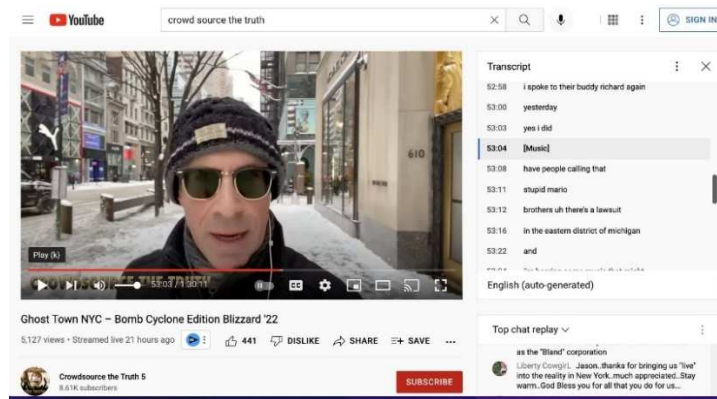 YouTube
crowd source the truth
SIGN IN
610
Play (k)
CROWDSOURCE THE TRUTH
53:03 / 1:30:11
Ghost Town NYC – Bomb Cyclone Edition Blizzard '22
5,127 views • Streamed live 21 hours ago
441
DISLIKE
SHARE
SAVE
Crowdsource the Truth 5
8.61K subscribers
SUBSCRIBE
Transcript
52:58 i spoke to their buddy richard again
53:00 yesterday
53:03 yes i did
53:04 [Music]
53:08 have people calling that
53:11 stupid mario
53:12 brothers uh there's a lawsuit
53:16 in the eastern district of michigan
53:22 and
English (auto-generated)
Top chat replay
as the "Bland" corporation
Liberty CowgirL Jason..thanks for bringing us "live"
into the reality in New York..much appreciated..Stay
warm..God Bless you for all that you do for us...